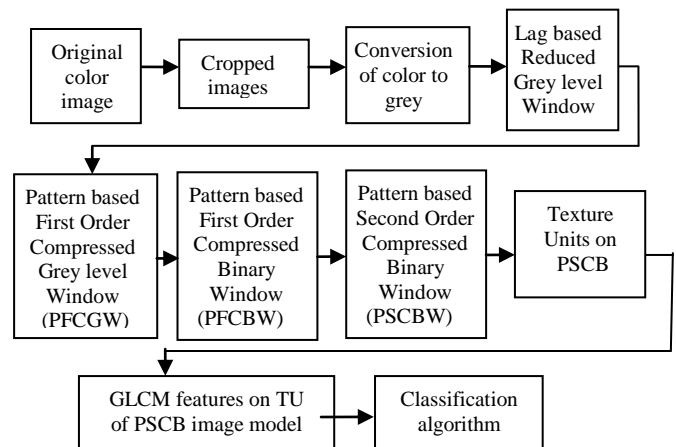 Original
color
image
Cropped
images
Conversion
of color to
grey
Lag based
Reduced
Grey level
Window
Pattern based
First Order
Compressed
Grey level
Window
(PFCGW)
Pattern based
First Order
Compressed
Binary
Window
(PFCBW)
Pattern based
Second Order
Compressed
Binary
Window
(PSCBW)
Texture
Units on
PSCB
GLCM features on TU
of PSCB image model
Classification
algorithm